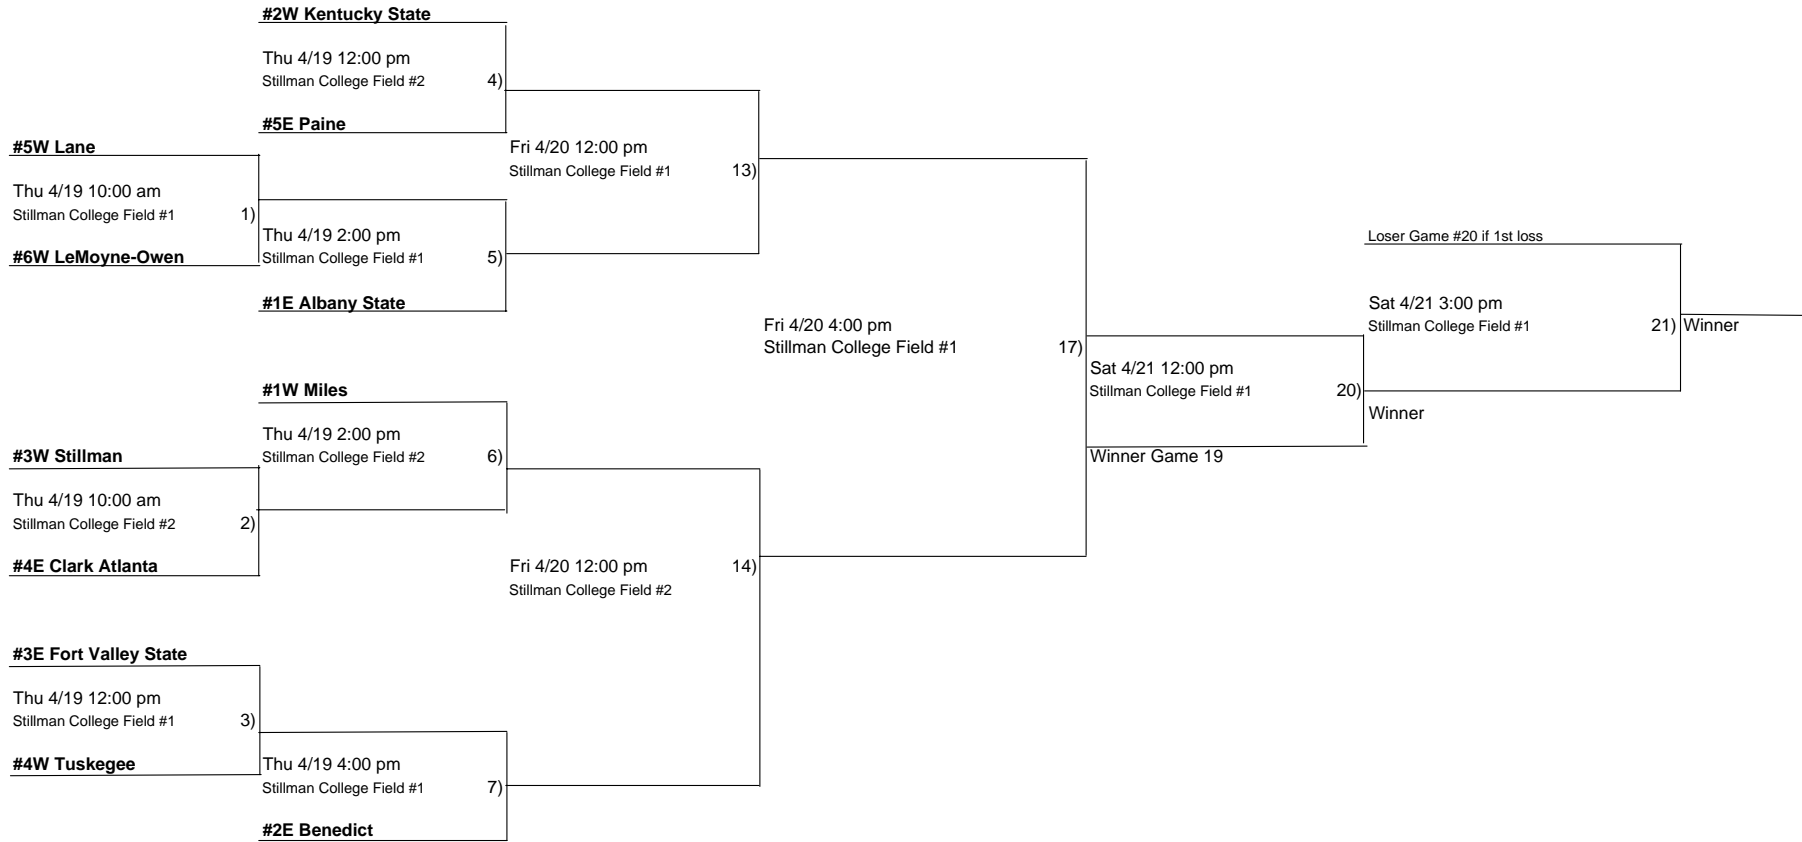 #2W Kentucky State
Thu 4/19 12:00 pm
Stillman College Field #2
4)
#5E Paine
#5W Lane
Thu 4/19 10:00 am
Stillman College Field #1
1)
#6W LeMoyne-Owen
Thu 4/19 2:00 pm
Stillman College Field #1
5)
#1E Albany State
Fri 4/20 12:00 pm
Stillman College Field #1
13)
#1W Miles
Thu 4/19 2:00 pm
Stillman College Field #2
6)
#3W Stillman
Thu 4/19 10:00 am
Stillman College Field #2
2)
#4E Clark Atlanta
Fri 4/20 12:00 pm
14)
Stillman College Field #2
#3E Fort Valley State
Thu 4/19 12:00 pm
Stillman College Field #1
3)
#4W Tuskegee
Thu 4/19 4:00 pm
Stillman College Field #1
7)
#2E Benedict
Fri 4/20 4:00 pm
Stillman College Field #1
17)
Sat 4/21 12:00 pm
Stillman College Field #1
20)
Winner
Winner Game 19
Loser Game #20 if 1st loss
Sat 4/21 3:00 pm
Stillman College Field #1
21)
Winner